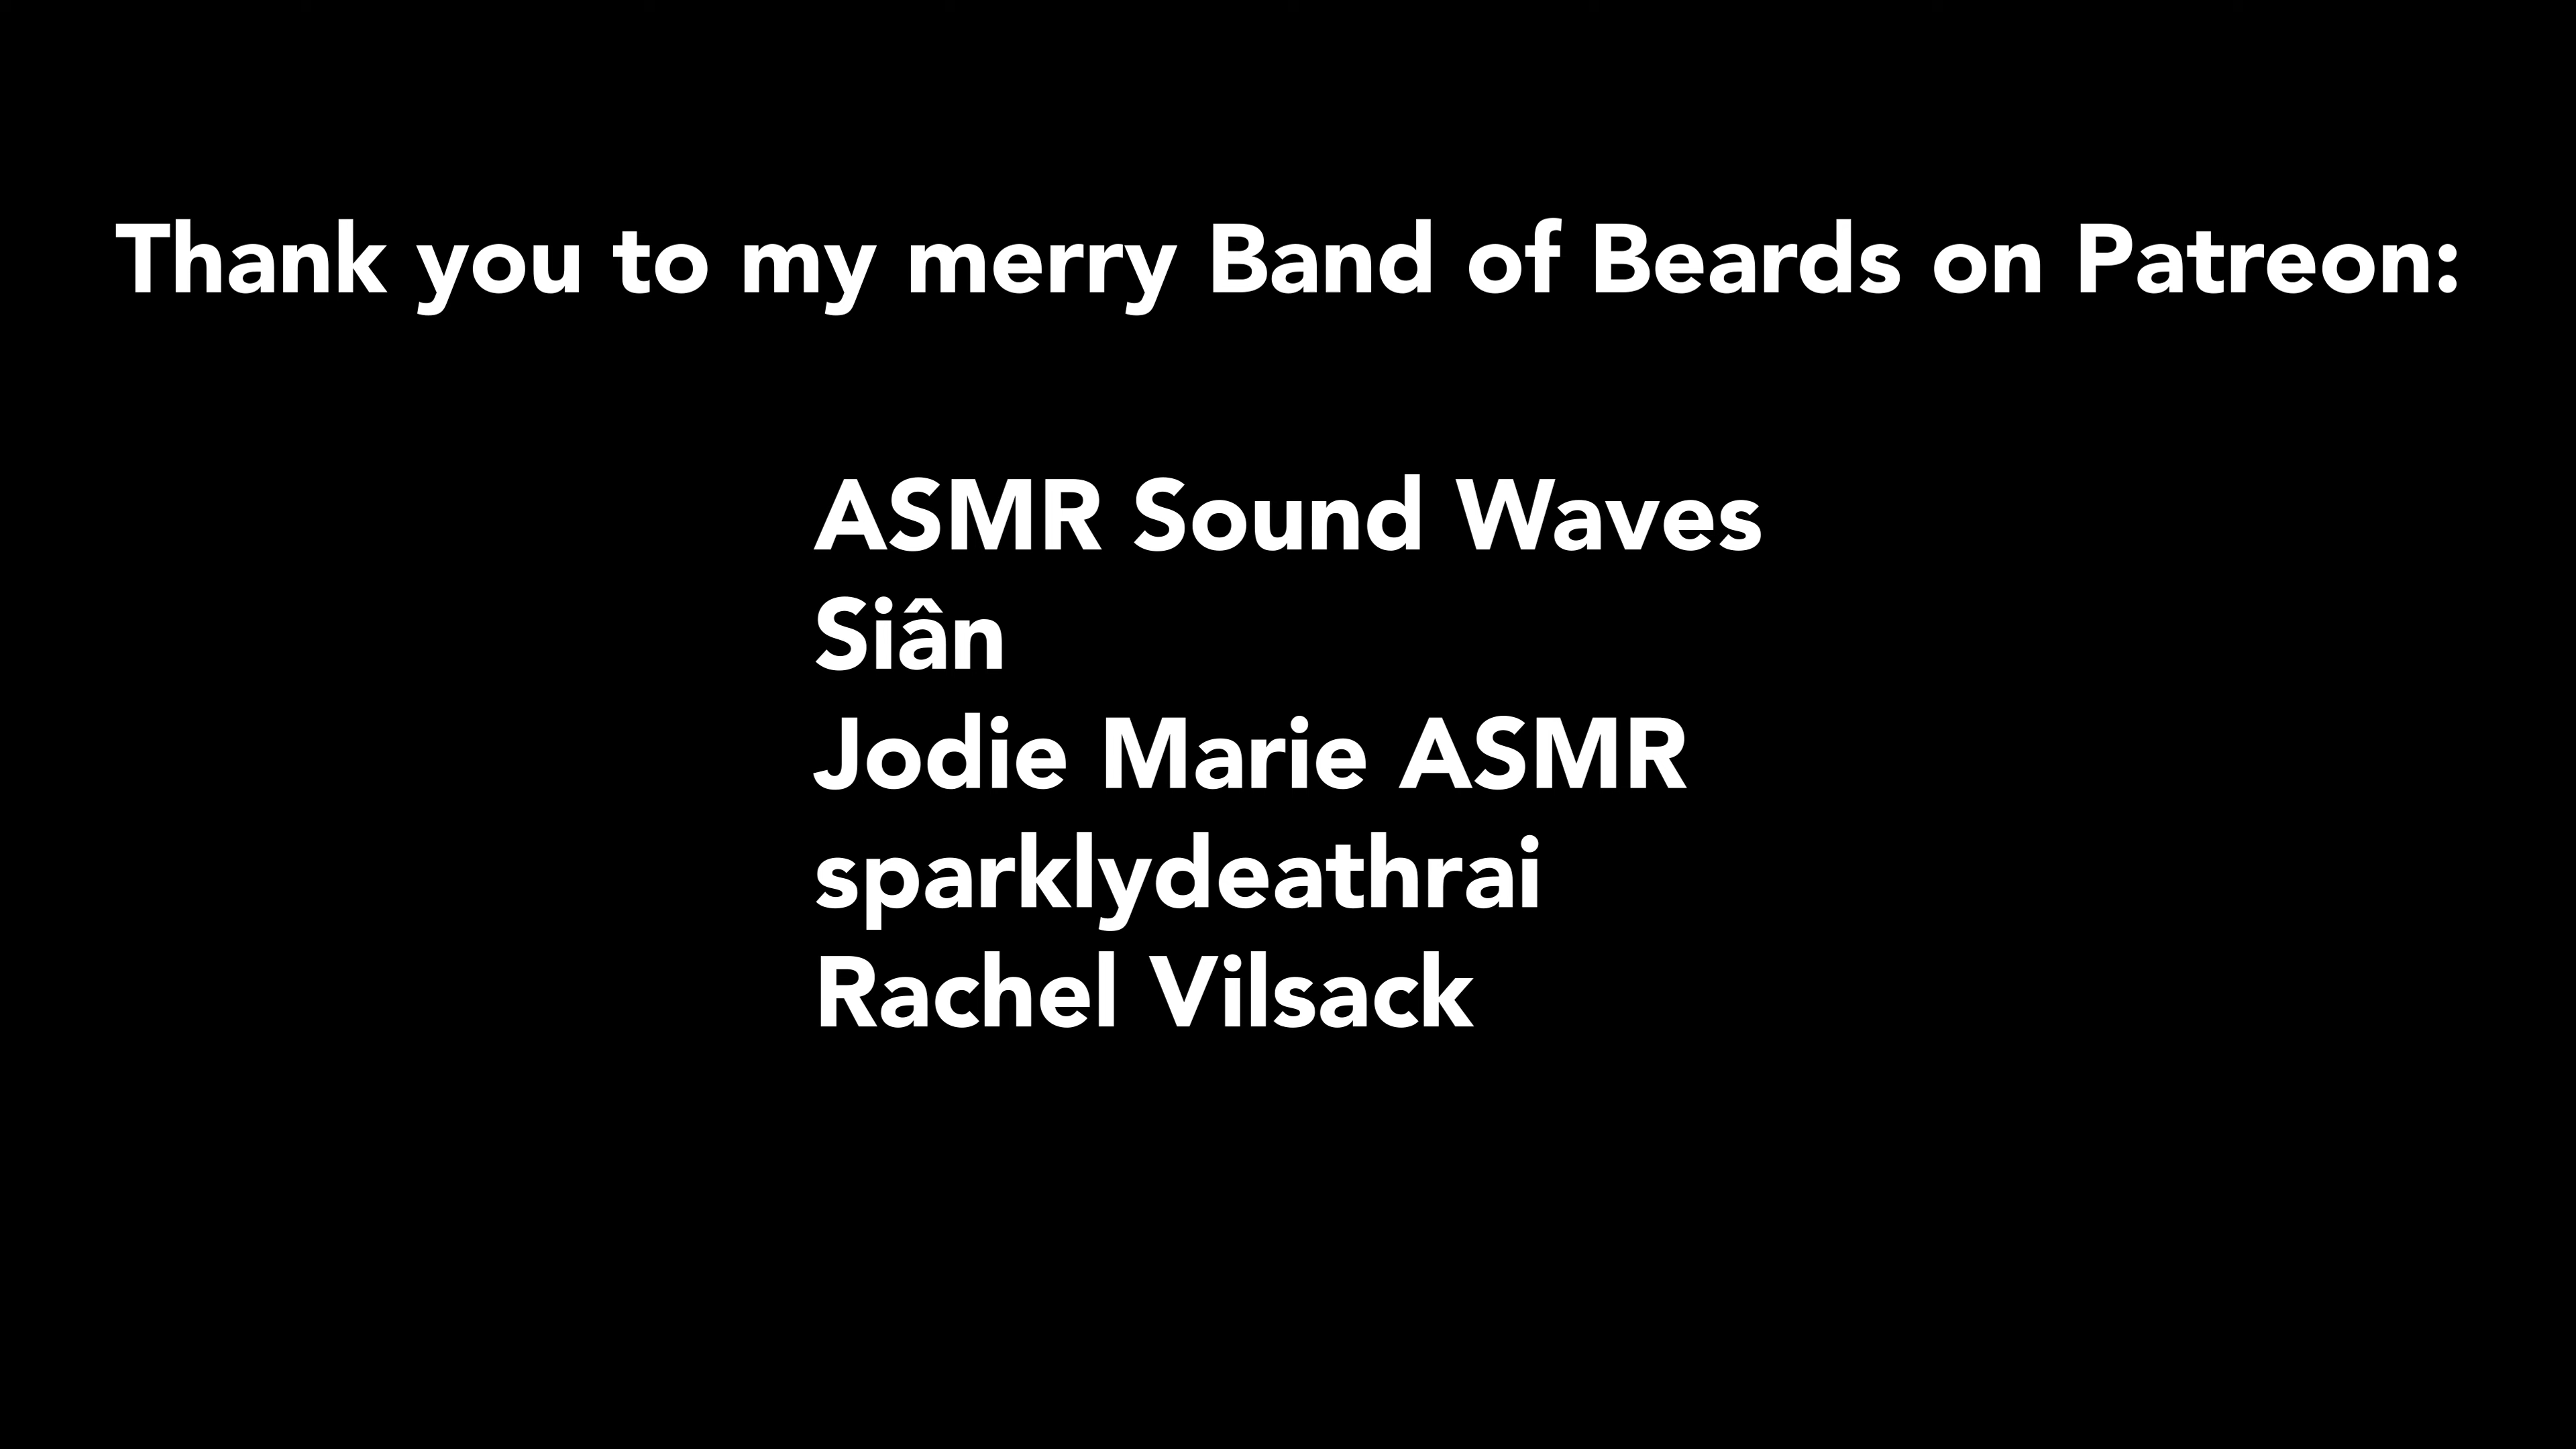 Thank you to my merry Band of Beards on Patreon:
ASMR Sound Waves
Siân
Jodie Marie ASMR
sparklydeathrai
Rachel Vilsack